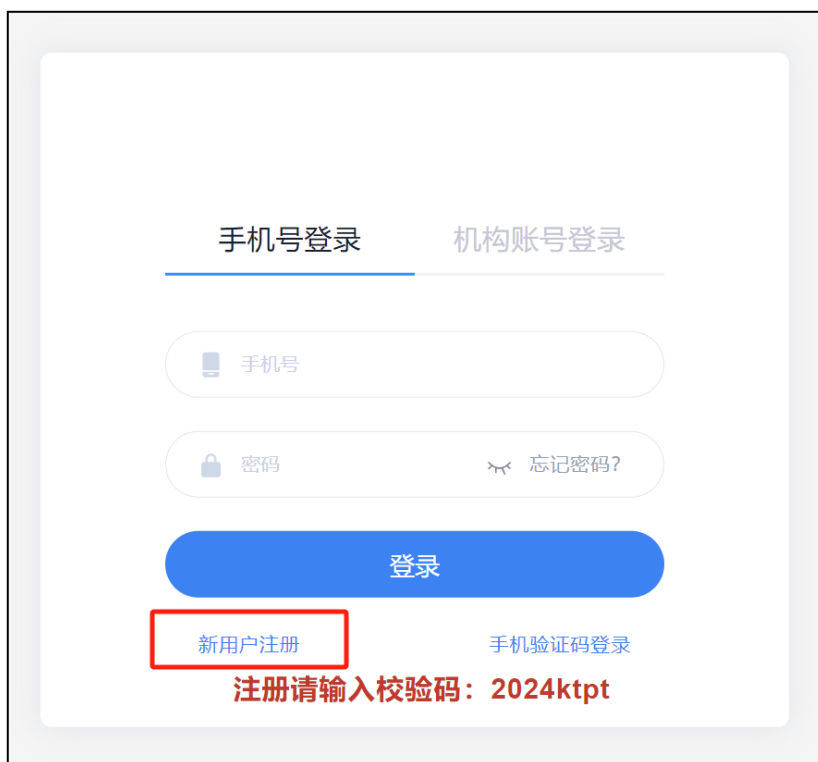 手机号登录 机构账号登录
手机号
密码 忘记密码?
登录
新用户注册 手机验证码登录
注册请输入校验码：2024ktpt